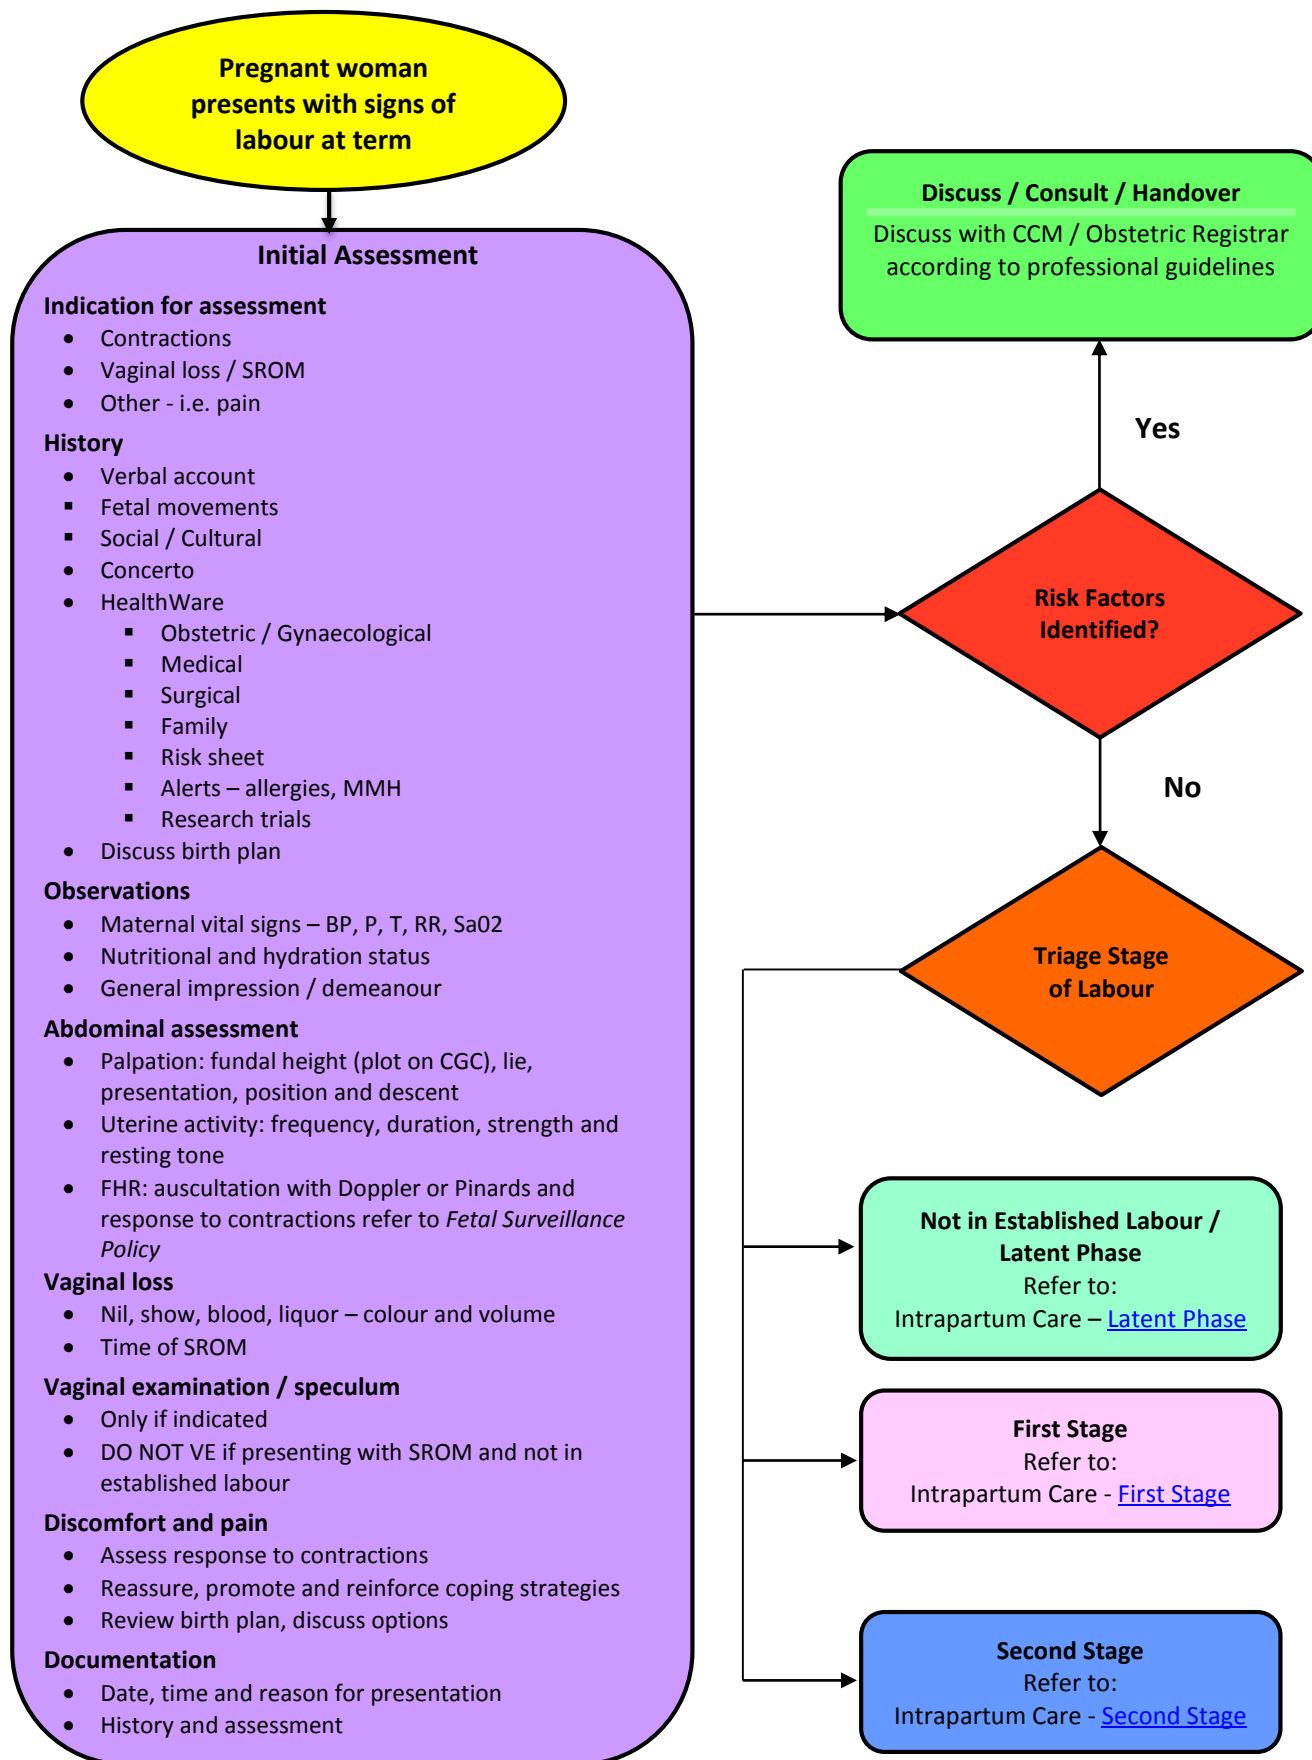 Pregnant woman
presents with signs of
labour at term
Initial Assessment
Indication for assessment
• Contractions
• Vaginal loss / SROM
• Other - i.e. pain
History
• Verbal account
▪ Fetal movements
▪ Social / Cultural
• Concerto
• HealthWare
▪ Obstetric / Gynaecological
▪ Medical
▪ Surgical
▪ Family
▪ Risk sheet
▪ Alerts – allergies, MMH
▪ Research trials
• Discuss birth plan
Observations
• Maternal vital signs – BP, P, T, RR, Sa02
• Nutritional and hydration status
• General impression / demeanour
Abdominal assessment
• Palpation: fundal height (plot on CGC), lie,
presentation, position and descent
• Uterine activity: frequency, duration, strength and
resting tone
• FHR: auscultation with Doppler or Pinards and
response to contractions refer to Fetal Surveillance
Policy
Vaginal loss
• Nil, show, blood, liquor – colour and volume
• Time of SROM
Vaginal examination / speculum
• Only if indicated
• DO NOT VE if presenting with SROM and not in
established labour
Discomfort and pain
• Assess response to contractions
• Reassure, promote and reinforce coping strategies
• Review birth plan, discuss options
Documentation
• Date, time and reason for presentation
• History and assessment
Discuss / Consult / Handover
Discuss with CCM / Obstetric Registrar
according to professional guidelines
Yes
Risk Factors
Identified?
No
Triage Stage
of Labour
Not in Established Labour /
Latent Phase
Refer to:
Intrapartum Care – Latent Phase
First Stage
Refer to:
Intrapartum Care - First Stage
Second Stage
Refer to:
Intrapartum Care - Second Stage